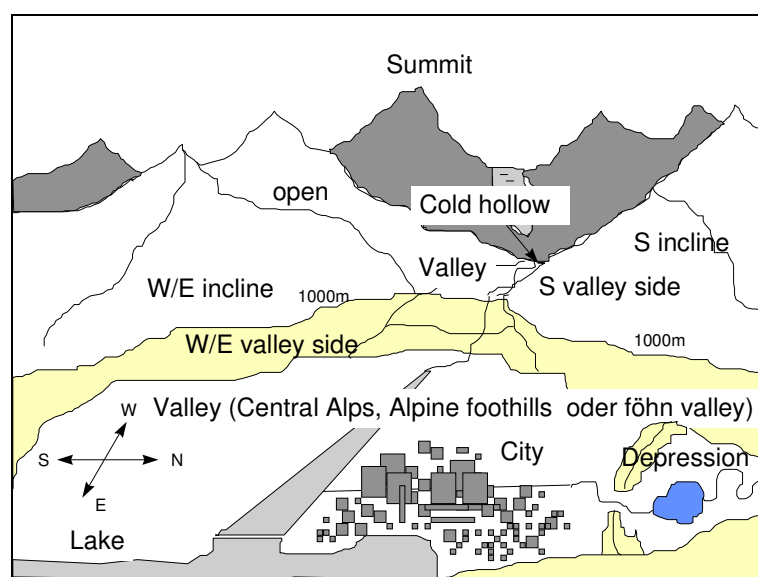 Summit
open
Cold hollow
S incline
Valley
W/E incline
S valley side
1000m
W/E valley side
1000m
Valley (Central Alps, Alpine foothills oder föhn valley)
W
City
S
N
Depression
E
Lake